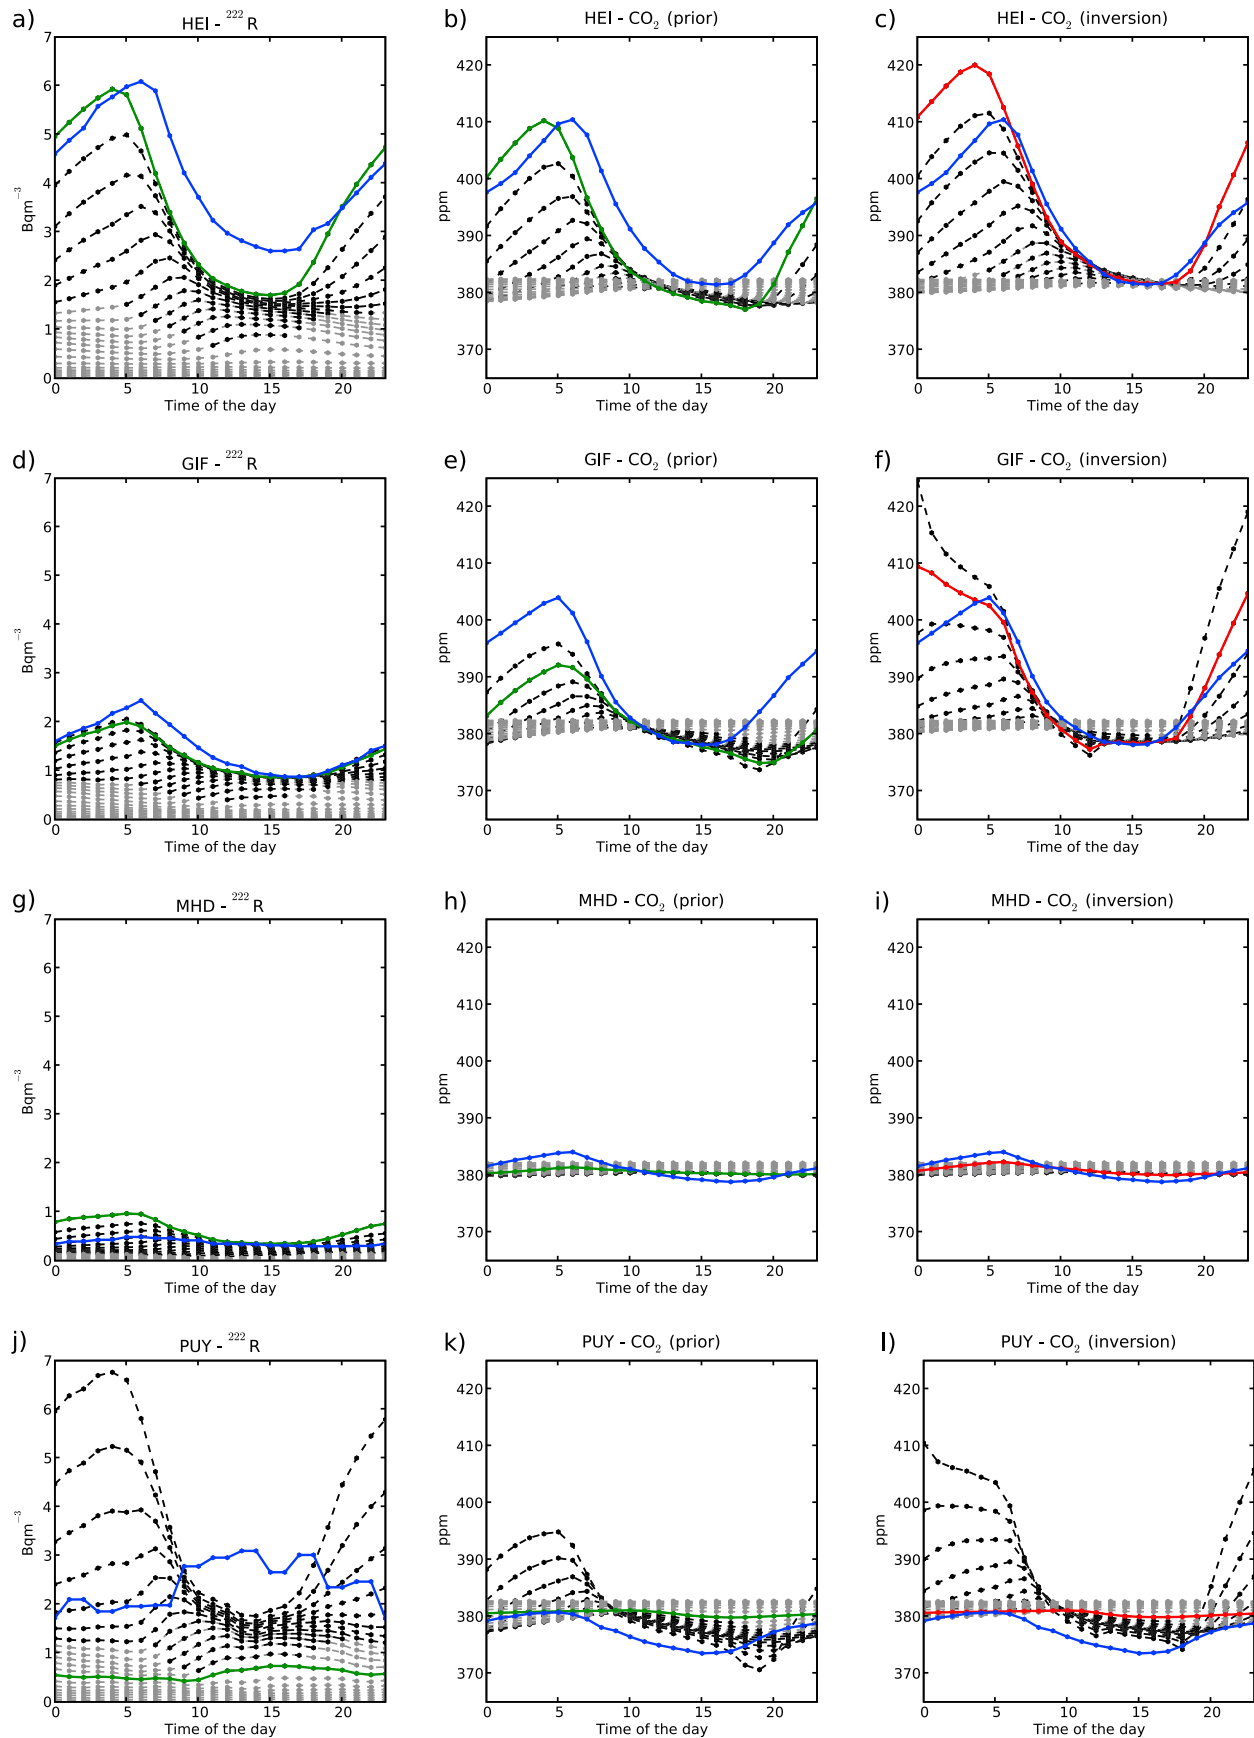 a) HEI - ²²²R
7
6
5
4
3
2
1
0
Bqm⁻³
0 5 10 15 20
Time of the day
b) HEI - CO₂ (prior)
420
410
400
390
380
370
ppm
0 5 10 15 20
Time of the day
c) HEI - CO₂ (inversion)
420
410
400
390
380
370
ppm
0 5 10 15 20
Time of the day
d) GIF - ²²²R
7
6
5
4
3
2
1
0
Bqm⁻³
0 5 10 15 20
Time of the day
e) GIF - CO₂ (prior)
420
410
400
390
380
370
ppm
0 5 10 15 20
Time of the day
f) GIF - CO₂ (inversion)
420
410
400
390
380
370
ppm
0 5 10 15 20
Time of the day
g) MHD - ²²²R
7
6
5
4
3
2
1
0
Bqm⁻³
0 5 10 15 20
Time of the day
h) MHD - CO₂ (prior)
420
410
400
390
380
370
ppm
0 5 10 15 20
Time of the day
i) MHD - CO₂ (inversion)
420
410
400
390
380
370
ppm
0 5 10 15 20
Time of the day
j) PUY - ²²²R
7
6
5
4
3
2
1
0
Bqm⁻³
0 5 10 15 20
Time of the day
k) PUY - CO₂ (prior)
420
410
400
390
380
370
ppm
0 5 10 15 20
Time of the day
l) PUY - CO₂ (inversion)
420
410
400
390
380
370
ppm
0 5 10 15 20
Time of the day